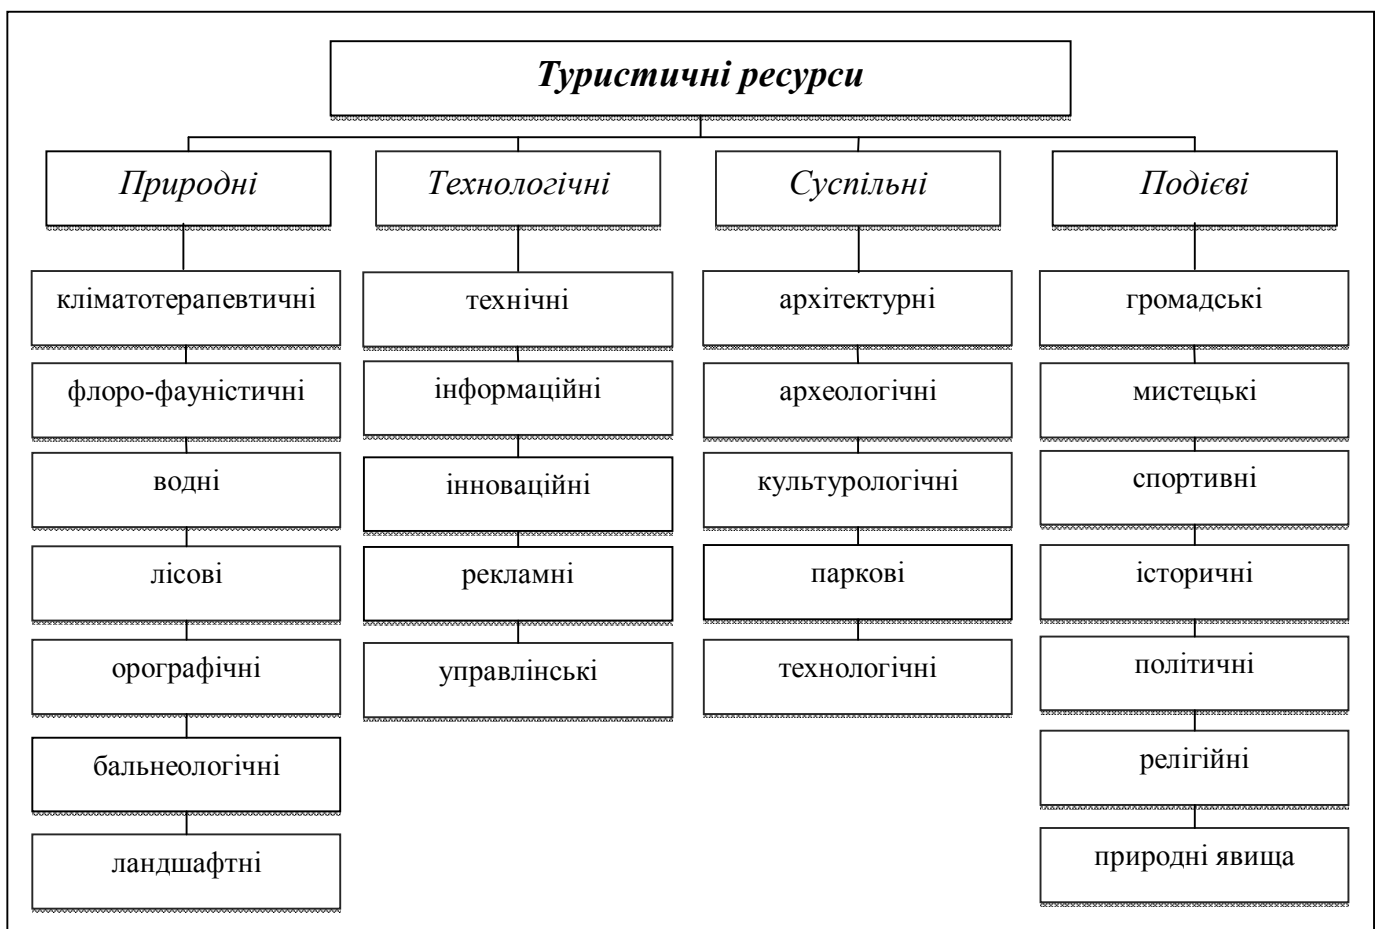 Туристичні ресурси
Природні
Технологічні
Суспільні
Подієві
кліматотерапевтичні
флоро-фауністичні
водні
лісові
орографічні
бальнеологічні
ландшафтні
технічні
інформаційні
інноваційні
рекламні
управлінські
архітектурні
археологічні
культурологічні
паркові
технологічні
громадські
мистецькі
спортивні
історичні
політичні
релігійні
природні явища